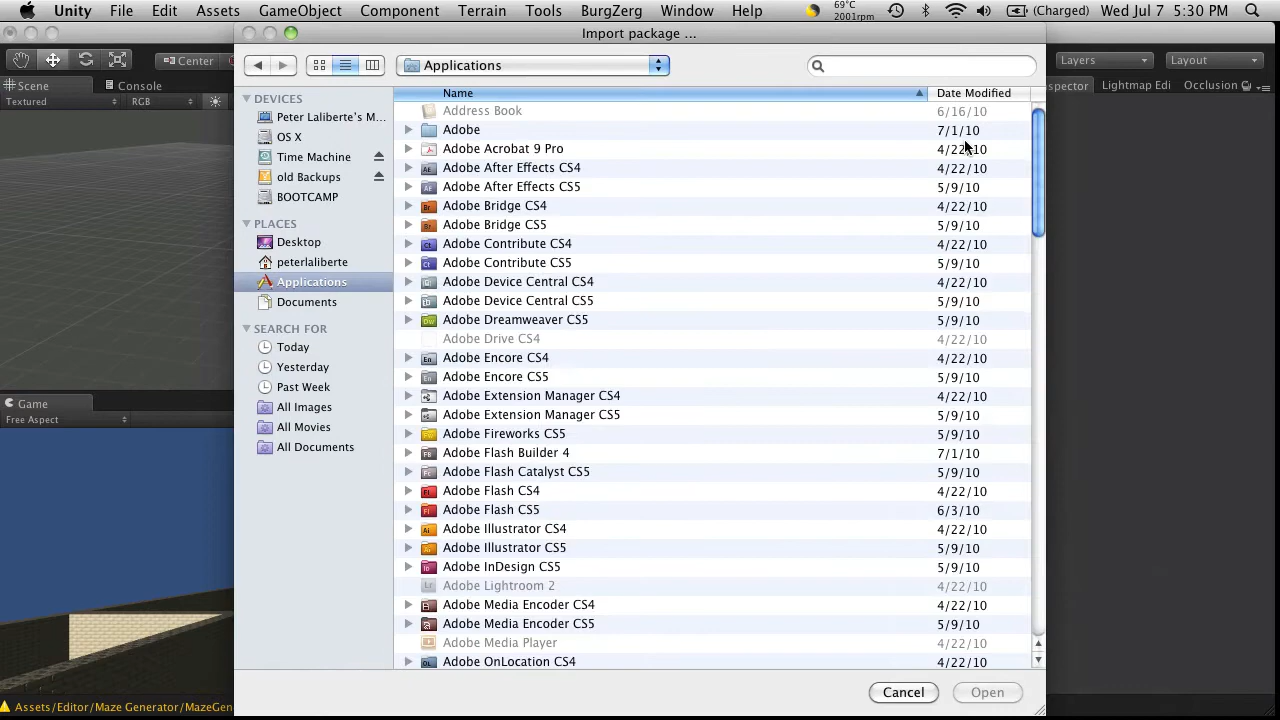 Unity File Edit Assets GameObject Component Terrain Tools BurgZerg Window Help 69°C 2001rpm (Charged) Wed Jul 7 5:30 PM
Import package ...
Center
Layers
Layout
Applications
Scene
Console
Inspector
Lightmap Edi
Occlusion
Textured
RGB
Name
Date Modified
DEVICES
Peter Laliberte's M...
OS X
Time Machine
old Backups
BOOTCAMP
PLACES
Desktop
peterlaliberte
Applications
Documents
SEARCH FOR
Today
Yesterday
Past Week
All Images
All Movies
All Documents
Address Book 6/16/10
Adobe 7/1/10
Adobe Acrobat 9 Pro 4/22/10
Adobe After Effects CS4 4/22/10
Adobe After Effects CS5 5/9/10
Adobe Bridge CS4 4/22/10
Adobe Bridge CS5 5/9/10
Adobe Contribute CS4 4/22/10
Adobe Contribute CS5 5/9/10
Adobe Device Central CS4 4/22/10
Adobe Device Central CS5 5/9/10
Adobe Dreamweaver CS5 5/9/10
Adobe Drive CS4 4/22/10
Adobe Encore CS4 4/22/10
Adobe Encore CS5 5/9/10
Adobe Extension Manager CS4 4/22/10
Adobe Extension Manager CS5 5/9/10
Adobe Fireworks CS5 5/9/10
Adobe Flash Builder 4 7/1/10
Adobe Flash Catalyst CS5 5/9/10
Adobe Flash CS4 4/22/10
Adobe Flash CS5 6/3/10
Adobe Illustrator CS4 4/22/10
Adobe Illustrator CS5 5/9/10
Adobe InDesign CS5 5/9/10
Adobe Lightroom 2 4/22/10
Adobe Media Encoder CS4 4/22/10
Adobe Media Encoder CS5 5/9/10
Adobe Media Player 4/22/10
Adobe OnLocation CS4 4/22/10
Game
Free Aspect
Cancel
Open
Assets/Editor/Maze Generator/MazeGen